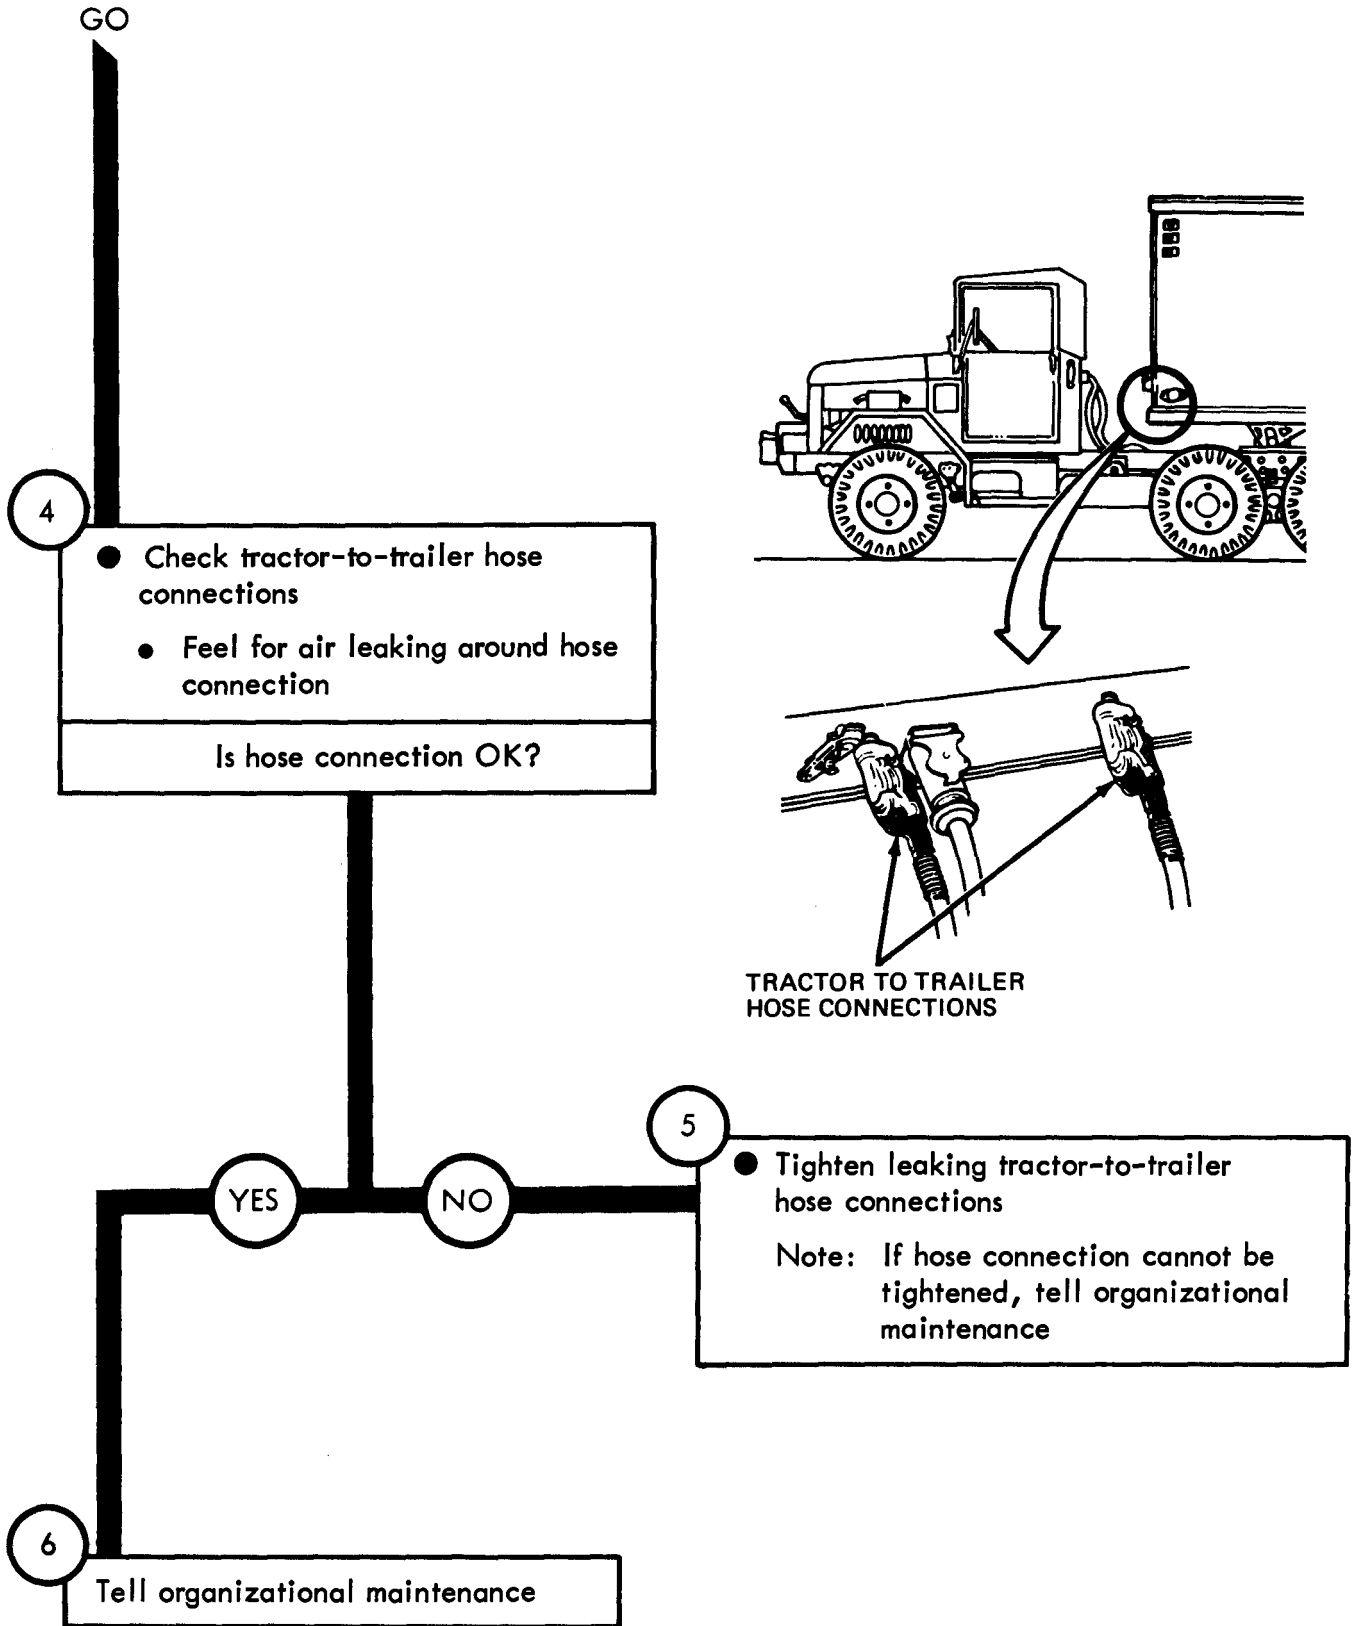 GO
4
● Check tractor-to-trailer hose
connections
● Feel for air leaking around hose
connection
Is hose connection OK?
TRACTOR TO TRAILER
HOSE CONNECTIONS
YES
NO
5
● Tighten leaking tractor-to-trailer
hose connections
Note: If hose connection cannot be
tightened, tell organizational
maintenance
6
Tell organizational maintenance